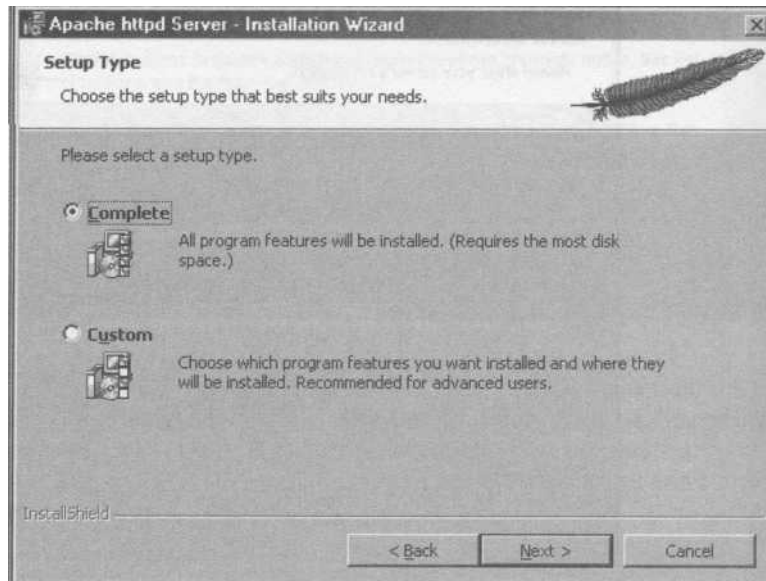 Apache httpd Server - Installation Wizard
Setup Type
Choose the setup type that best suits your needs.
Please select a setup type.
Complete
All program features will be installed. (Requires the most disk
space.)
Custom
Choose which program features you want installed and where they
will be installed. Recommended for advanced users.
InstallShield
< Back
Next >
Cancel